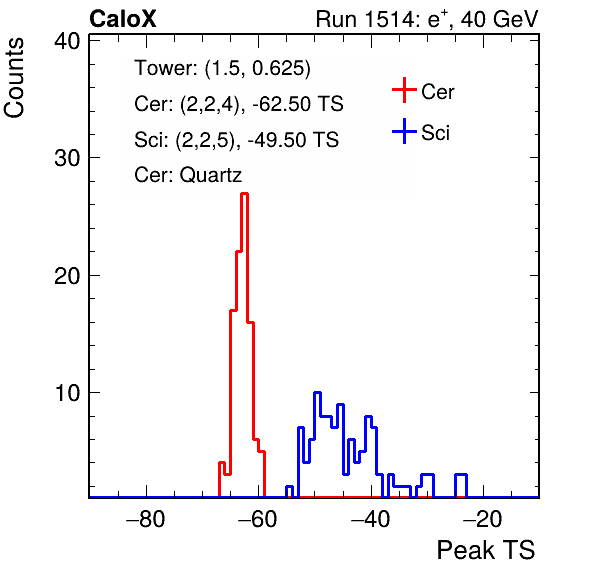 CaloX Run 1514: e+, 40 GeV
Counts
40
30
20
10
Tower: (1.5, 0.625)
Cer: (2,2,4), -62.50 TS
Sci: (2,2,5), -49.50 TS
Cer: Quartz
Cer
Sci
−80 −60 −40 −20
Peak TS